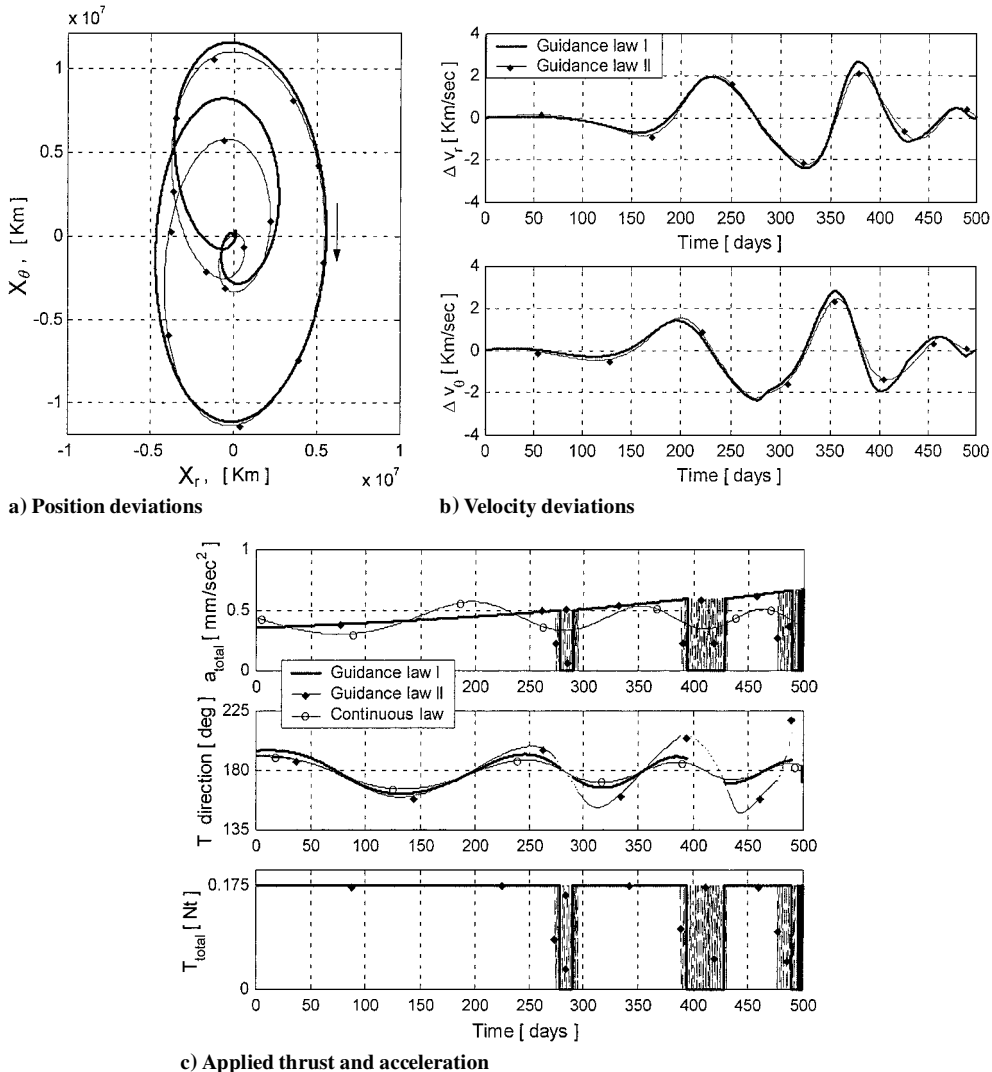 x 10⁷
1
0.5
0
-0.5
-1
X_θ, [ Km ]
-1 -0.5 0 0.5 1
X_r, [ Km ]
x 10⁷
a) Position deviations
Guidance law I
Guidance law II
4
2
0
-2
-4
Δ v_r [ Km/sec ]
0 50 100 150 200 250 300 350 400 450 500
Time [ days ]
4
2
0
-2
-4
Δ v_θ [ Km/sec ]
0 50 100 150 200 250 300 350 400 450 500
Time [ days ]
b) Velocity deviations
1
0.5
0
a_total [ mm/sec² ]
0 50 100 150 200 250 300 350 400 450 500
Guidance law I
Guidance law II
Continuous law
225
180
135
T direction [ deg ]
0 50 100 150 200 250 300 350 400 450 500
0.175
0
T_total [ Nt ]
0 50 100 150 200 250 300 350 400 450 500
Time [ days ]
c) Applied thrust and acceleration